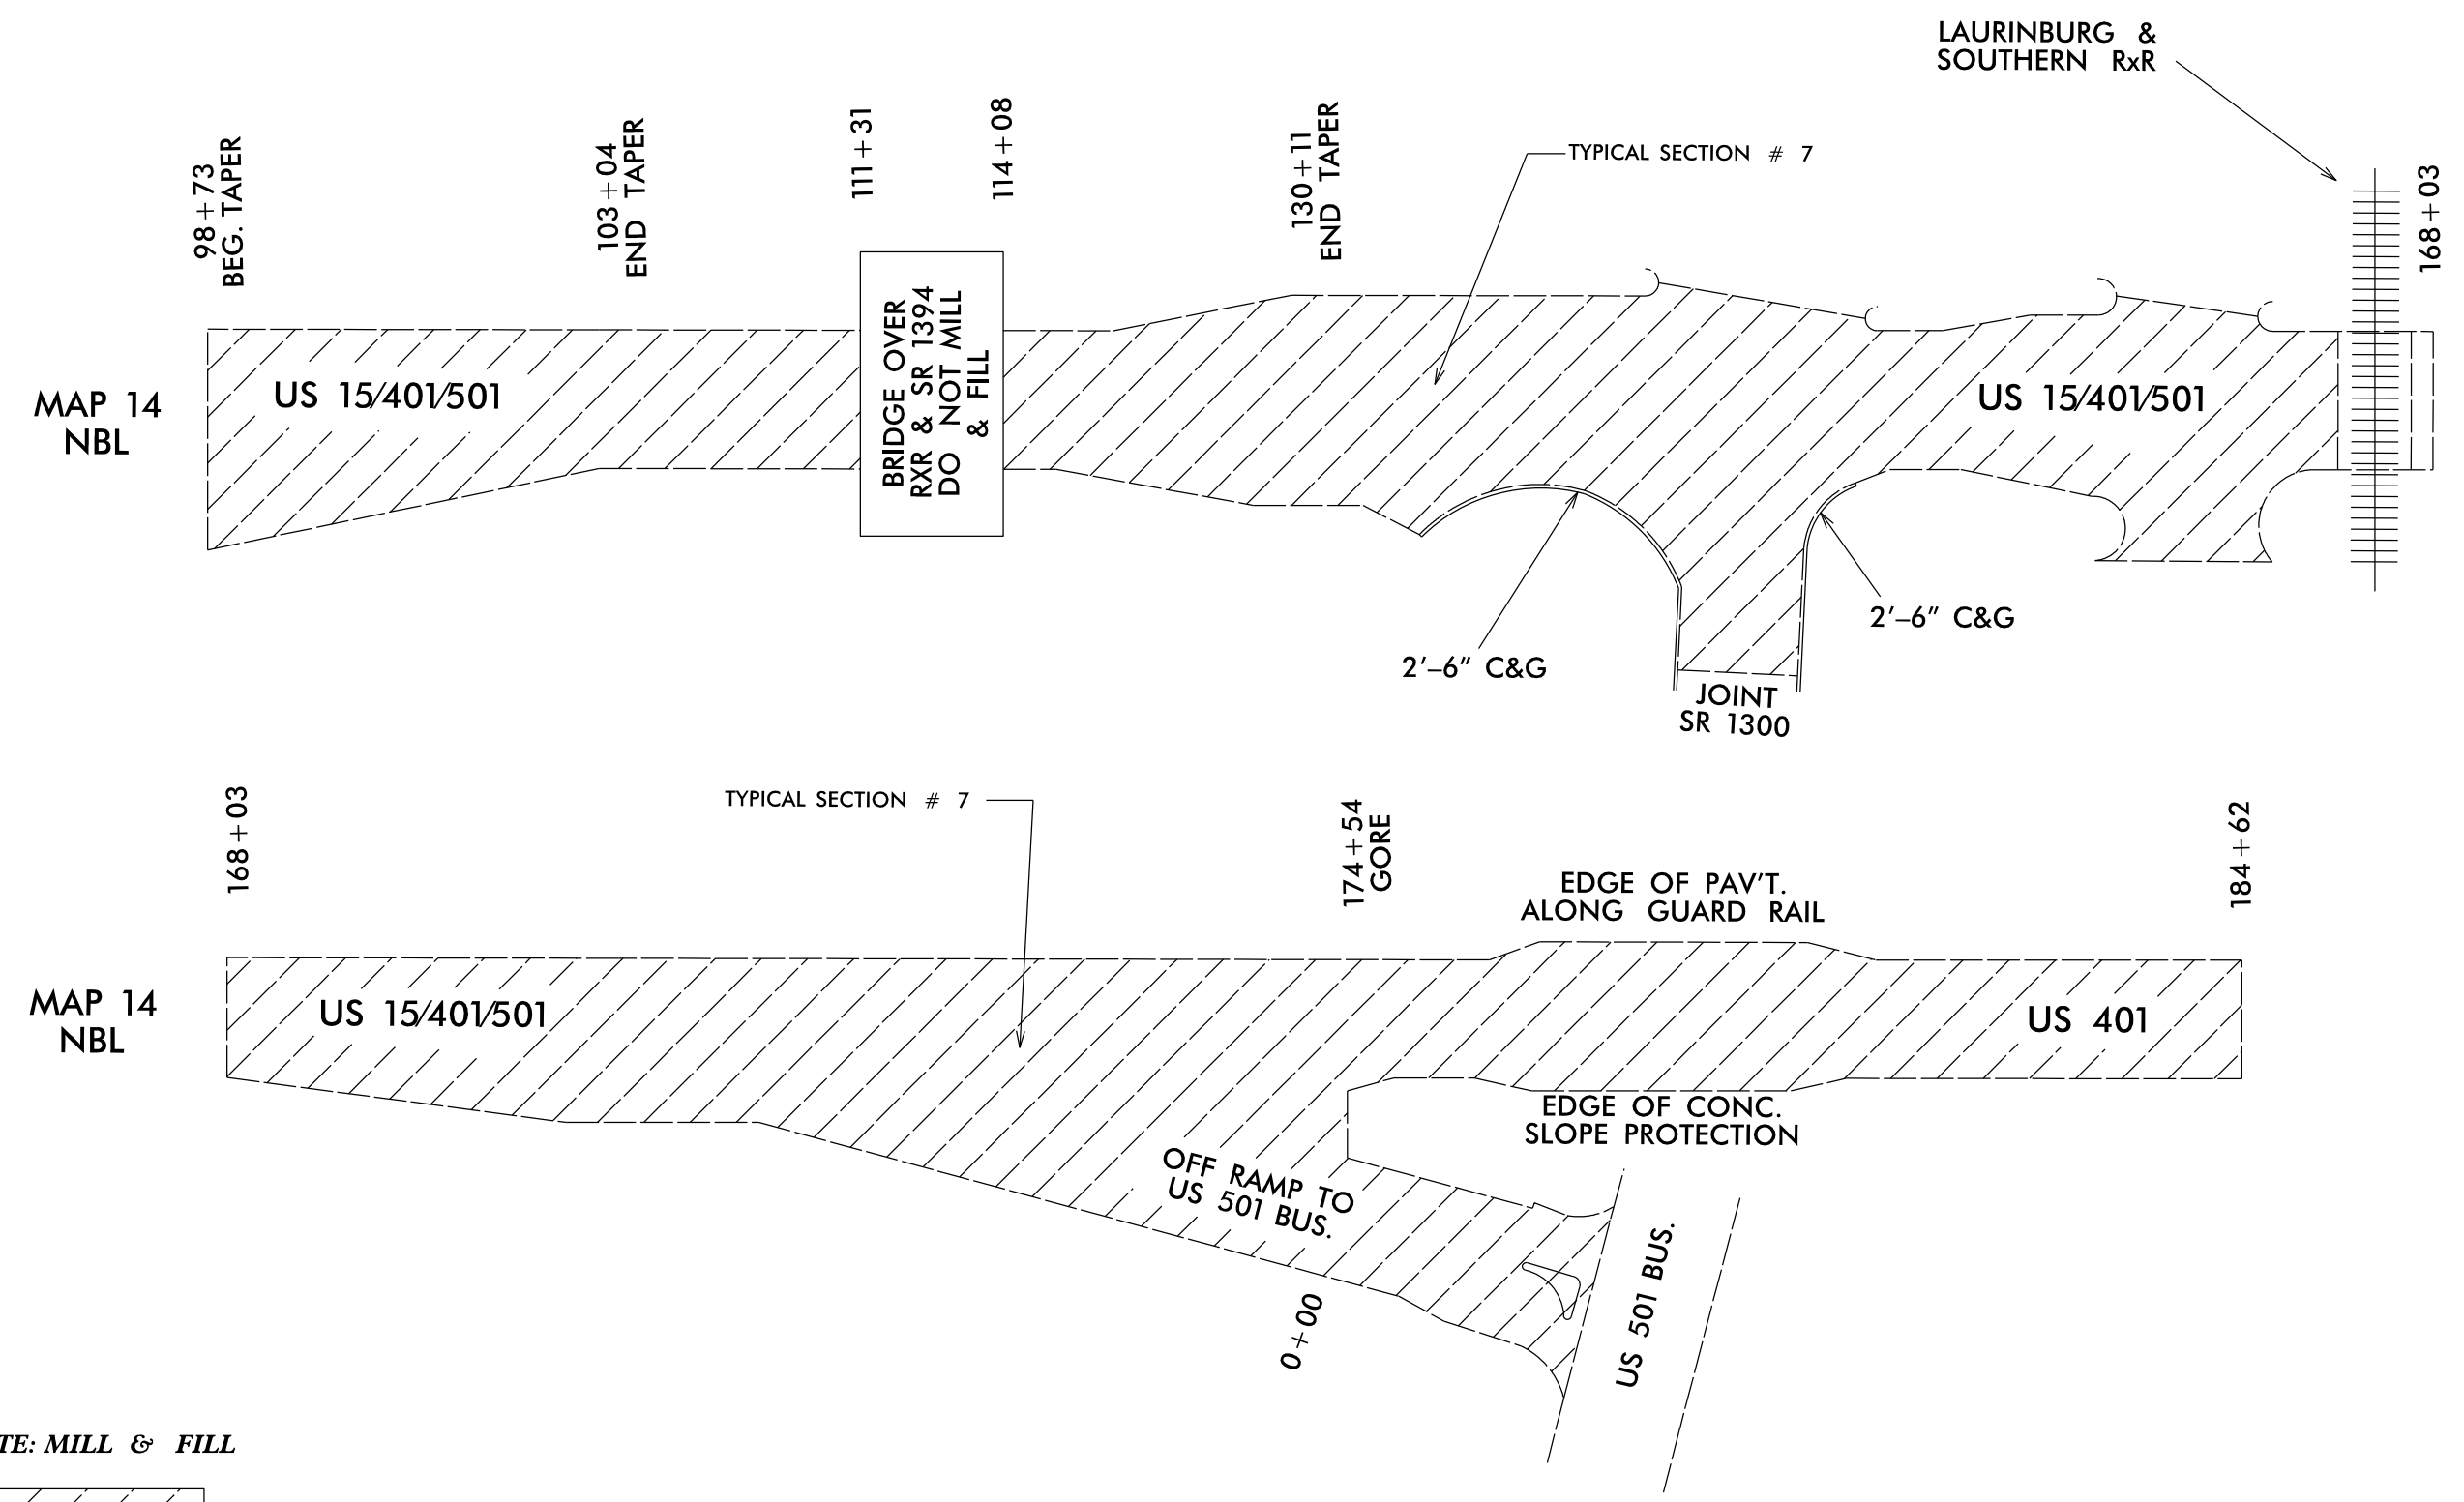 LAURINBURG &
SOUTHERN RxR
98+73
BEG. TAPER
103+04
END TAPER
111+31
114+08
130+11
END TAPER
TYPICAL SECTION # 7
168+03
MAP 14
NBL
US 15/401/501
BRIDGE OVER
RXR & SR 1394
DO NOT MILL
& FILL
US 15/401/501
2'–6" C&G
2'–6" C&G
JOINT
SR 1300
168+03
TYPICAL SECTION # 7
174+54
GORE
EDGE OF PAV'T.
ALONG GUARD RAIL
184+62
MAP 14
NBL
US 15/401/501
US 401
EDGE OF CONC.
SLOPE PROTECTION
OFF RAMP TO
US 501 BUS.
0+00
US 501 BUS.
TE: MILL & FILL